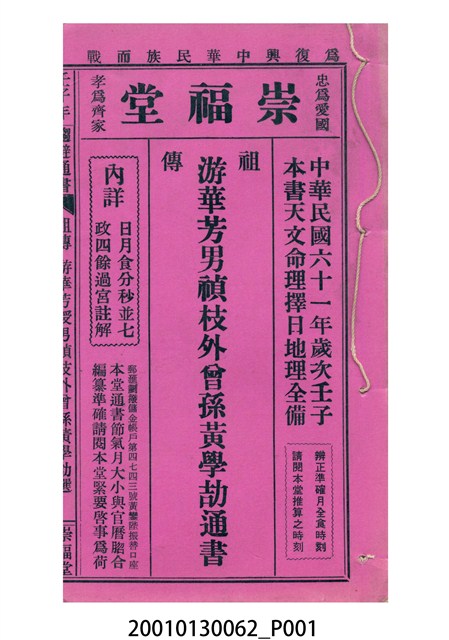 為復興中華民族而戰
忠為愛國
崇福堂
孝為齊家
中華民國六十一年歲次壬子
本書天文命理擇日地理全備
辨正準確月全食時刻
請閱本堂推算之時刻
祖傳
游華芳男禎枝外曾孫黃學劼通書
內詳
日月食分秒並七
政四餘過宮註解
本堂通書節氣月大小與官曆脗合
編纂準確請閱本堂緊要啓事為荷
崇福堂
20010130062_P001